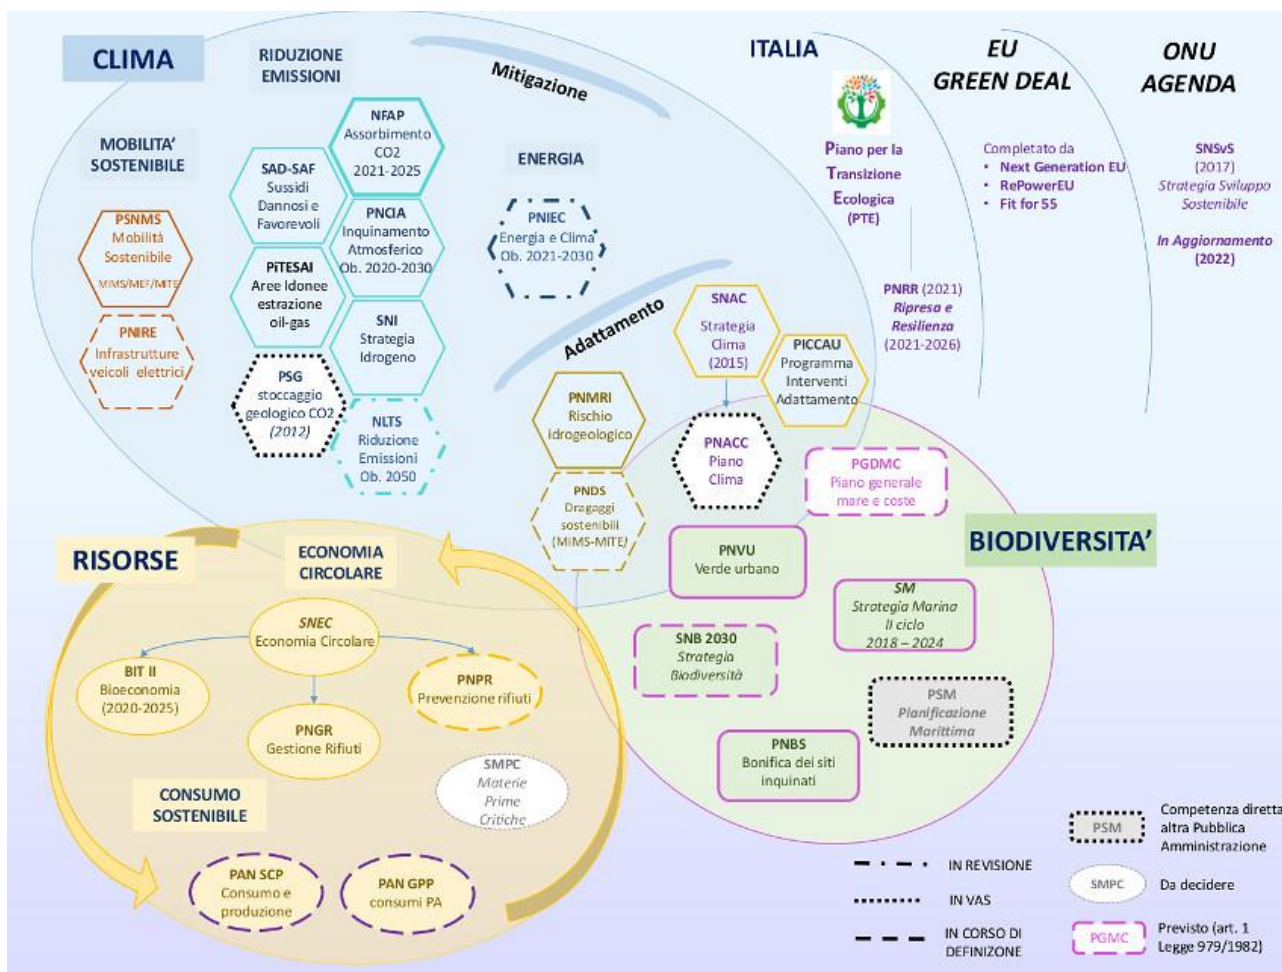 CLIMA
RIDUZIONE
EMISSIONI
Mitigazione
ITALIA
EU
GREEN DEAL
ONU
AGENDA
MOBILITA’
SOSTENIBILE
PSNMS
Mobilità
Sostenibile
MIMS/MEF/MITE
PNIRE
Infrastrutture
veicoli elettrici
NFAP
Assorbimento
CO2
2021-2025
SAD-SAF
Sussidi
Dannosi e
Favorevoli
PNCIA
Inquinamento
Atmosferico
Ob. 2020-2030
PiTESAI
Aree Idonee
estrazione
oil-gas
SNI
Strategia
Idrogeno
PSG
stoccaggio
geologico CO2
(2012)
NLTS
Riduzione
Emissioni
Ob. 2050
ENERGIA
PNIEC
Energia e Clima
Ob. 2021-2030
Adattamento
Piano per la
Transizione
Ecologica
(PTE)
PNRR (2021)
Ripresa e
Resilienza
(2021-2026)
Completato da
• Next Generation EU
• RePowerEU
• Fit for 55
SNSvS
(2017)
Strategia Sviluppo
Sostenibile
In Aggiornamento
(2022)
SNAC
Strategia
Clima
(2015)
PICCAU
Programma
Interventi
Adattamento
PNMRI
Rischio
idrogeologico
PNACC
Piano
Clima
PNDS
Dragaggi
sostenibili
(MiMS-MITE)
PGDMC
Piano generale
mare e coste
BIODIVERSITA’
PNVU
Verde urbano
SM
Strategia Marina
II ciclo
2018 – 2024
SNB 2030
Strategia
Biodiversità
PSM
Planificazione
Marittima
PNBS
Bonifica dei siti
inquinati
RISORSE
ECONOMIA
CIRCOLARE
SNEC
Economia Circolare
BIT II
Bioeconomia
(2020-2025)
PNPR
Prevenzione rifiuti
PNGR
Gestione Rifiuti
SMPC
Materie
Prime
Critiche
CONSUMO
SOSTENIBILE
PAN SCP
Consumo e
produzione
PAN GPP
consumi PA
IN REVISIONE
IN VAS
IN CORSO DI
DEFINIZONE
PSM
Competenza diretta
altra Pubblica
Amministrazione
SMPC
Da decidere
PGMC
Previsto (art. 1
Legge 979/1982)